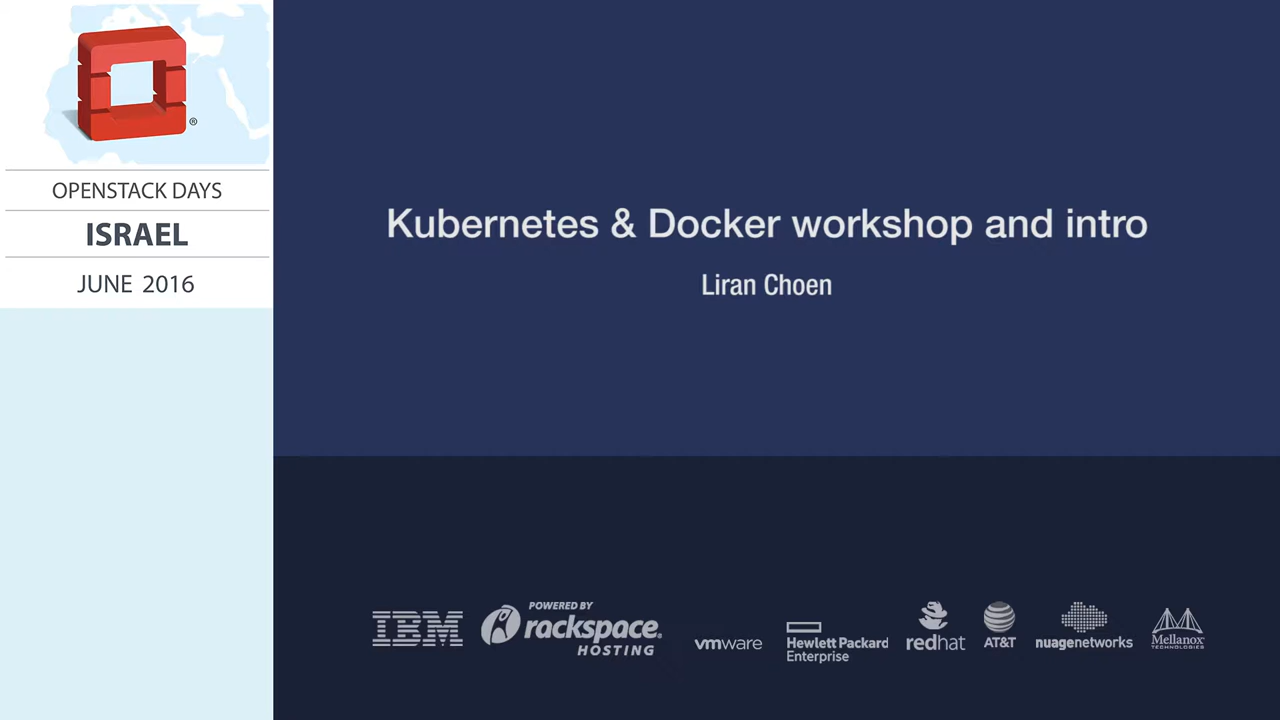 ®
OPENSTACK DAYS
ISRAEL
JUNE 2016
Kubernetes & Docker workshop and intro
Liran Choen
IBM
POWERED BY
rackspace®
HOSTING
vmware
Hewlett Packard
Enterprise
redhat
AT&T
nuagenetworks
Mellanox
TECHNOLOGIES